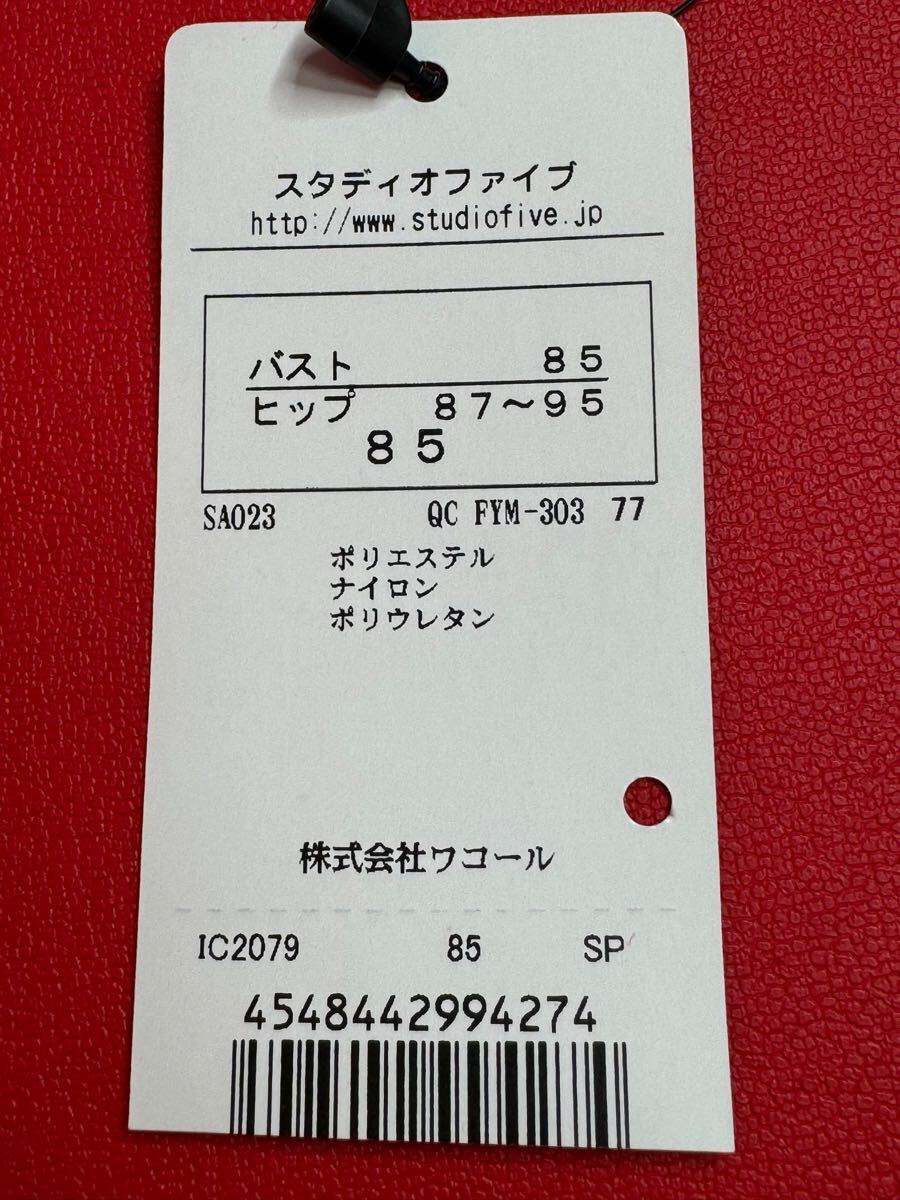 スタディオファイブ
http://www.studiofive.jp
バスト 85
ヒップ 87～95
85
SA023 QC FYM-303 77
ポリエステル
ナイロン
ポリウレタン
株式会社ワコール
IC2079 85 SP
4548442994274